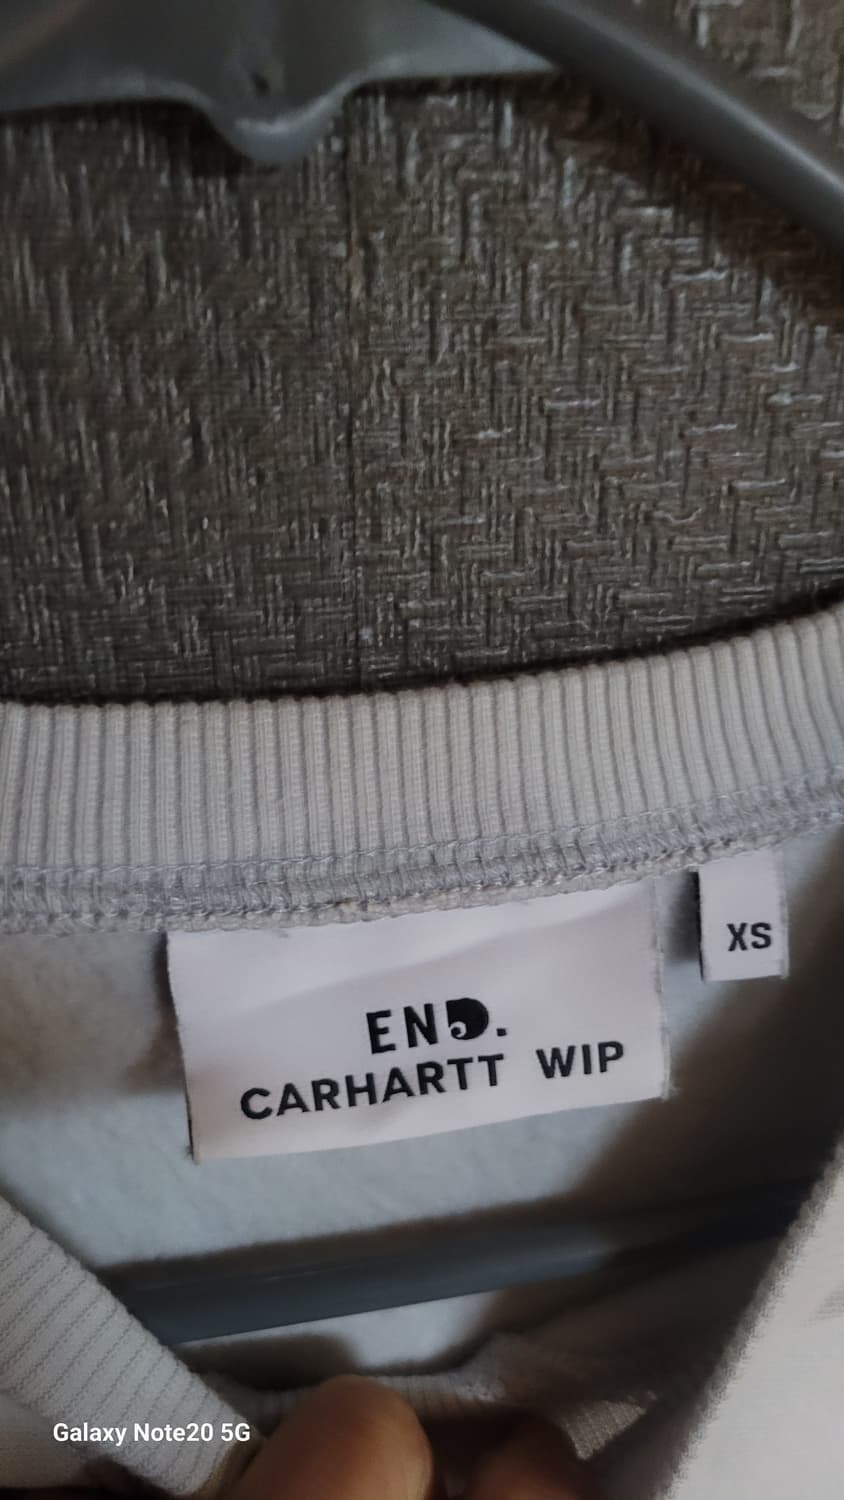 XS
END.
CARHARTT WIP
Galaxy Note20 5G